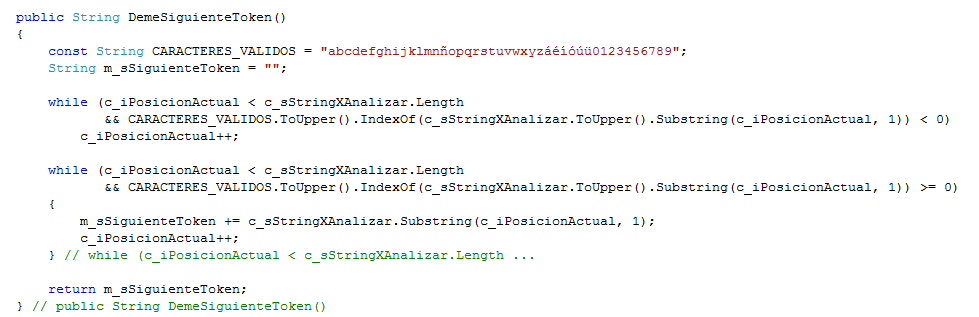 public String DemeSiguienteToken()
{
    const String CARACTERES_VALIDOS = "abcdefghijklmnñopqrstuvwxyzáéíóúü0123456789";
    String m_sSiguienteToken = "";

    while (c_iPosicionActual < c_sStringXAnalizar.Length
           && CARACTERES_VALIDOS.ToUpper().IndexOf(c_sStringXAnalizar.ToUpper().Substring(c_iPosicionActual, 1)) < 0)
        c_iPosicionActual++;

    while (c_iPosicionActual < c_sStringXAnalizar.Length
           && CARACTERES_VALIDOS.ToUpper().IndexOf(c_sStringXAnalizar.ToUpper().Substring(c_iPosicionActual, 1)) >= 0)
    {
        m_sSiguienteToken += c_sStringXAnalizar.Substring(c_iPosicionActual, 1);
        c_iPosicionActual++;
    } // while (c_iPosicionActual < c_sStringXAnalizar.Length ...

    return m_sSiguienteToken;
} // public String DemeSiguienteToken()